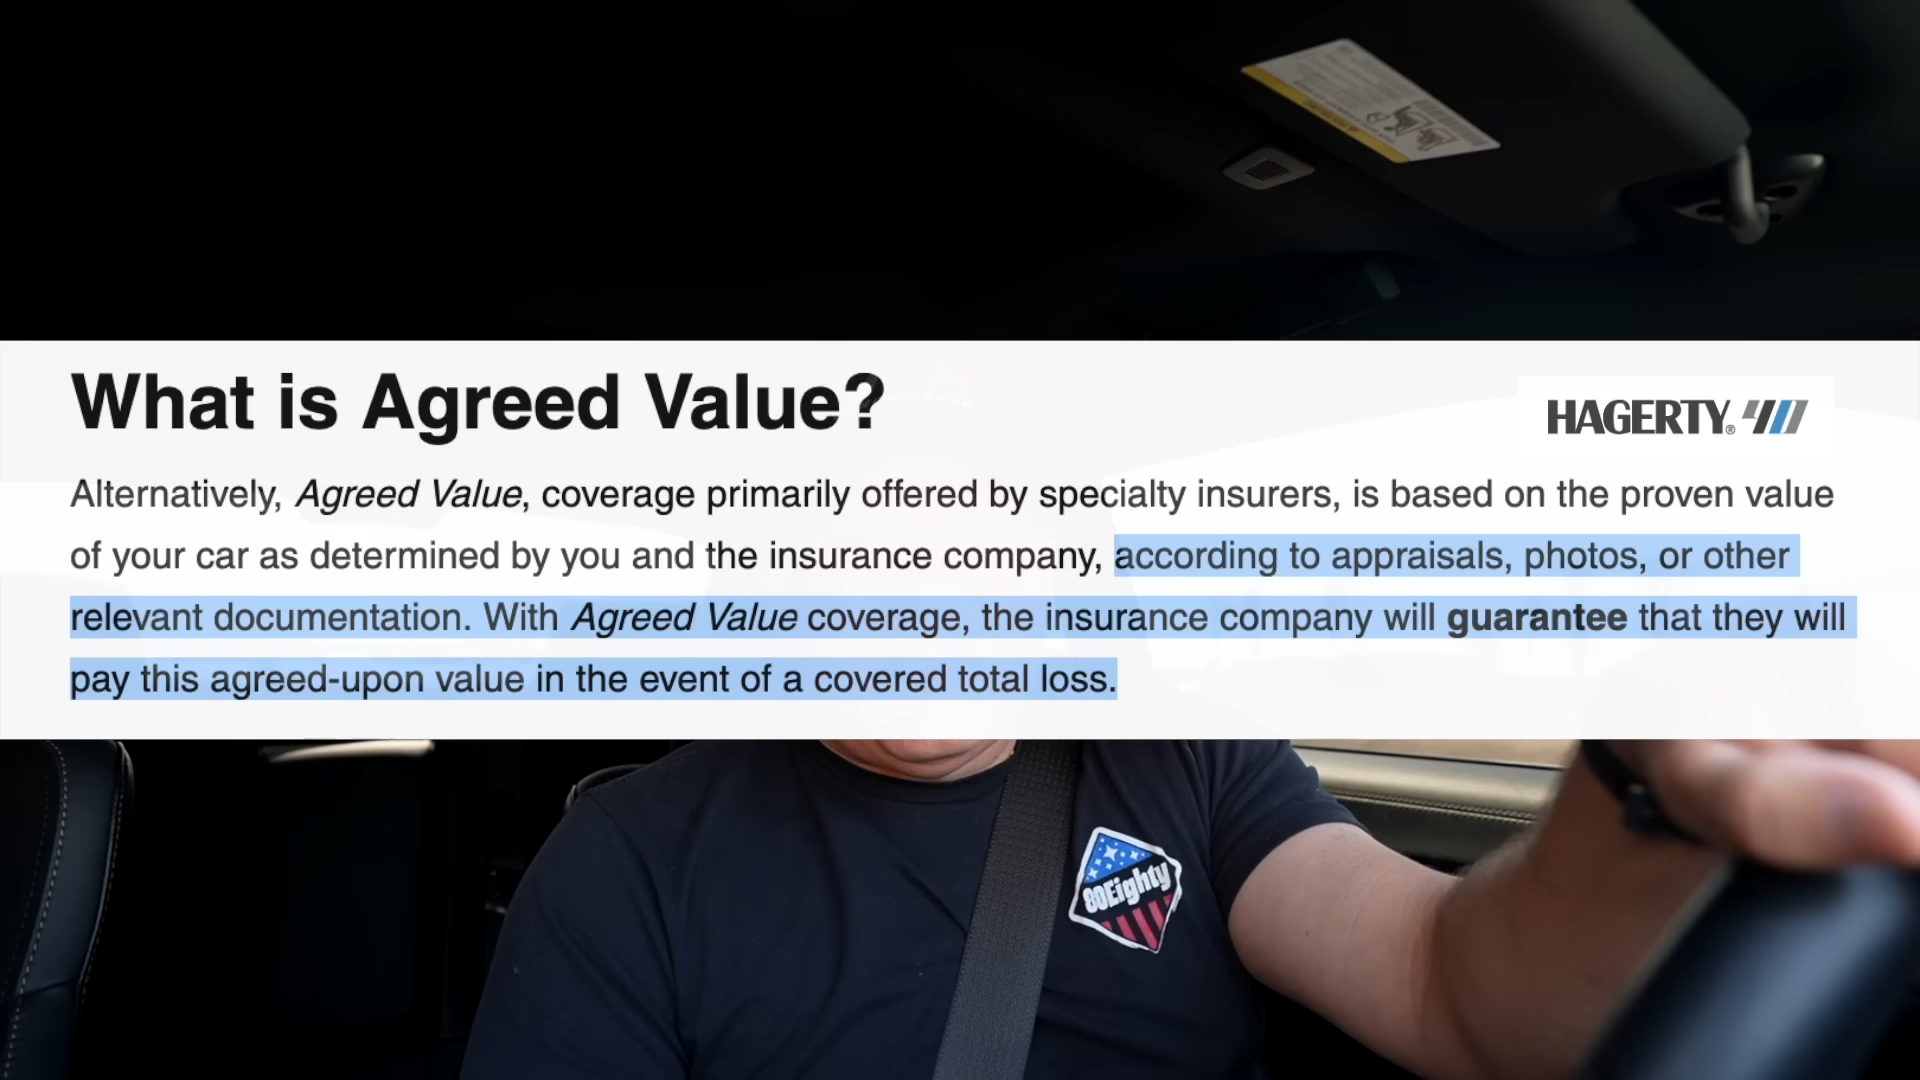 What is Agreed Value?
HAGERTY®
Alternatively, Agreed Value, coverage primarily offered by specialty insurers, is based on the proven value
of your car as determined by you and the insurance company, according to appraisals, photos, or other
relevant documentation. With Agreed Value coverage, the insurance company will guarantee that they will
pay this agreed-upon value in the event of a covered total loss.
80Eighty